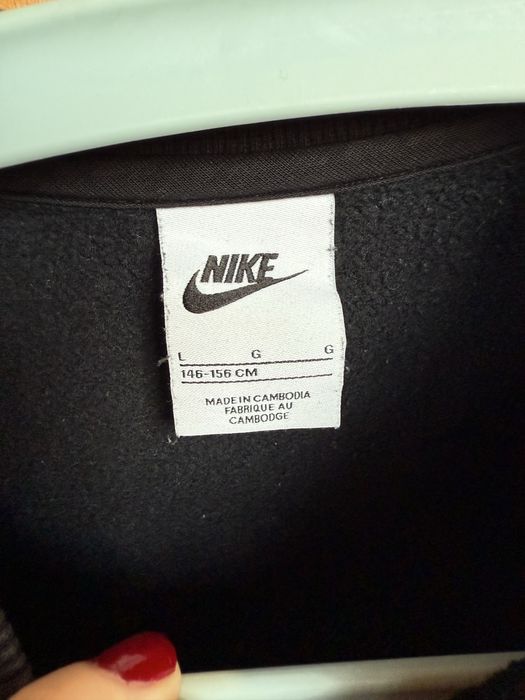 NIKE
L G G
146-156 CM
MADE IN CAMBODIA
FABRIQUE AU
CAMBODGE